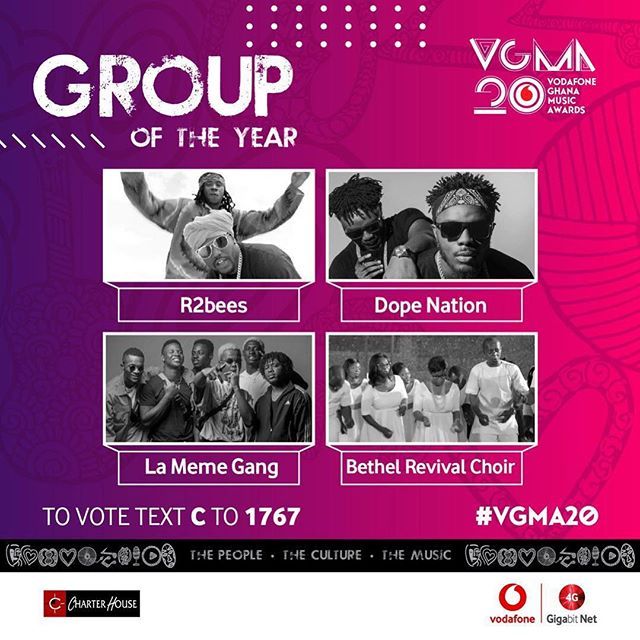 GROUP
OF THE YEAR
VGMA
20
VODAFONE
GHANA
MUSIC
AWARDS
R2bees
Dope Nation
La Meme Gang
Bethel Revival Choir
TO VOTE TEXT C TO 1767
#VGMA20
THE PEOPLE • THE CULTURE • THE MUSIC
CHARTER HOUSE
vodafone
4G
Gigabit Net